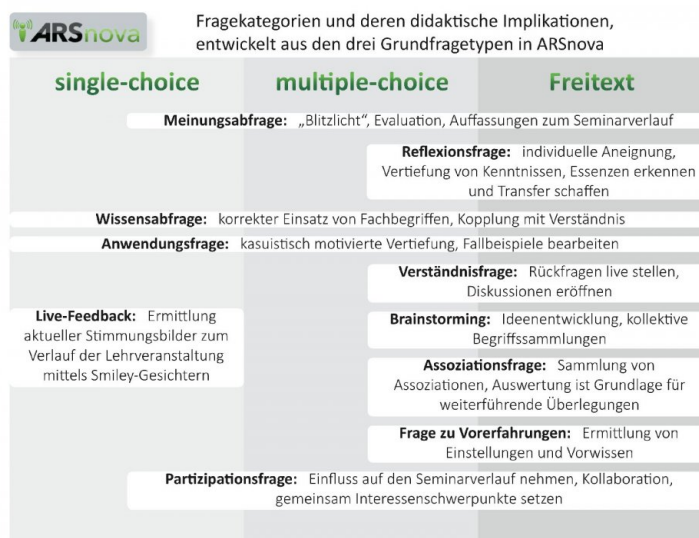 ARSnova
Fragekategorien und deren didaktische Implikationen,
entwickelt aus den drei Grundfragetypen in ARSnova
single-choice multiple-choice Freitext
Meinungsabfrage: „Blitzlicht“, Evaluation, Auffassungen zum Seminarverlauf
Reflexionsfrage: individuelle Aneignung,
Vertiefung von Kenntnissen, Essenzen erkennen
und Transfer schaffen
Wissensabfrage: korrekter Einsatz von Fachbegriffen, Kopplung mit Verständnis
Anwendungsfrage: kasuistisch motivierte Vertiefung, Fallbeispiele bearbeiten
Verständnisfrage: Rückfragen live stellen,
Diskussionen eröffnen
Live-Feedback: Ermittlung
aktueller Stimmungsbilder zum
Verlauf der Lehrveranstaltung
mittels Smiley-Gesichtern
Brainstorming: Ideenentwicklung, kollektive
Begriffssammlungen
Assoziationsfrage: Sammlung von
Assoziationen, Auswertung ist Grundlage für
weiterführende Überlegungen
Frage zu Vorerfahrungen: Ermittlung von
Einstellungen und Vorwissen
Partizipationsfrage: Einfluss auf den Seminarverlauf nehmen, Kollaboration,
gemeinsam Interessenschwerpunkte setzen